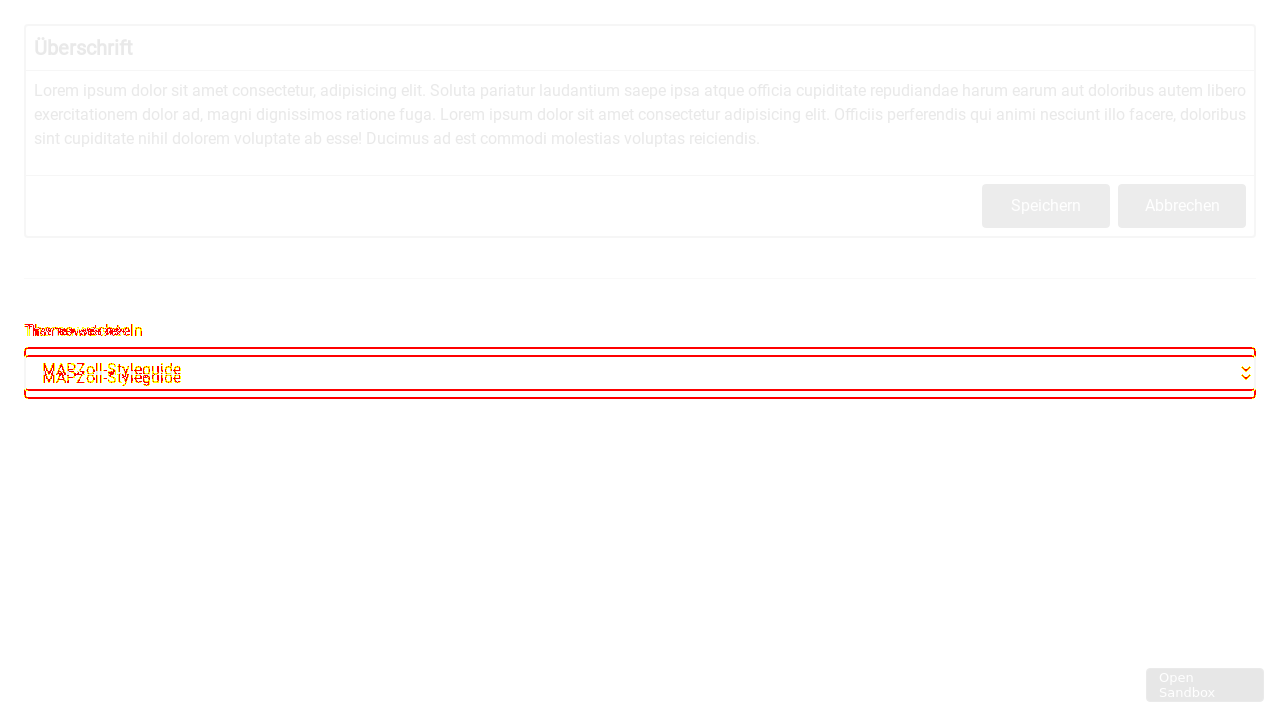 Überschrift
Lorem ipsum dolor sit amet consectetur, adipisicing elit. Soluta pariatur laudantium saepe ipsa atque officia cupiditate repudiandae harum earum aut doloribus autem libero
exercitationem dolor ad, magni dignissimos ratione fuga. Lorem ipsum dolor sit amet consectetur adipisicing elit. Officiis perferendis qui animi nesciunt illo facere, doloribus
sint cupiditate nihil dolorem voluptate ab esse! Ducimus ad est commodi molestias voluptas reiciendis.
Speichern Abbrechen
MAPZoll-Styleguide
MAPZoll-Styleguide
Open
Sandbox